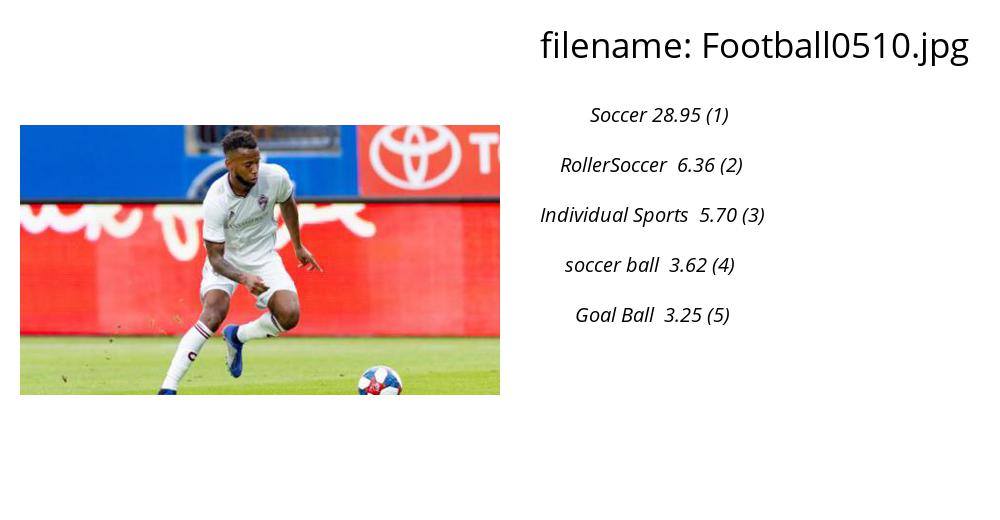 filename: Football0510.jpg
Soccer 28.95 (1)
RollerSoccer 6.36 (2)
Individual Sports 5.70 (3)
soccer ball 3.62 (4)
Goal Ball 3.25 (5)